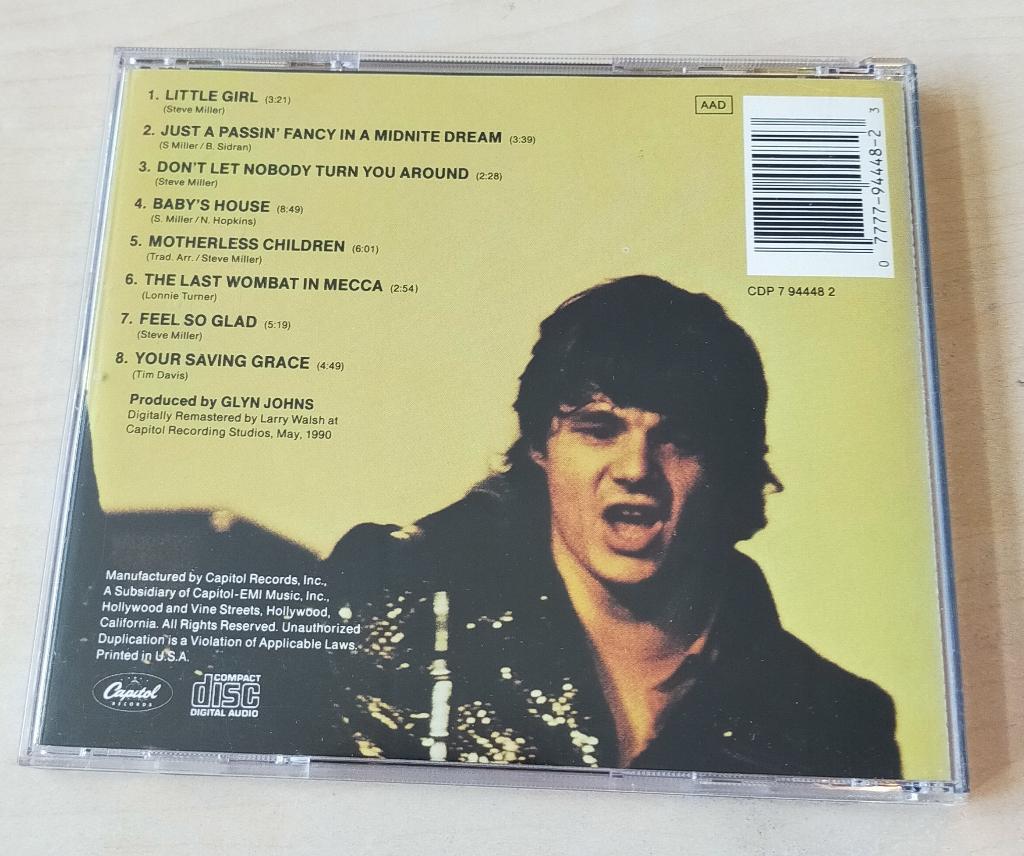 1. LITTLE GIRL (3:21)
(Steve Miller)
2. JUST A PASSIN' FANCY IN A MIDNITE DREAM (3:39)
(S Miller / B. Sidran)
3. DON'T LET NOBODY TURN YOU AROUND (2:28)
(Steve Miller)
4. BABY'S HOUSE (8:49)
(S. Miller / N. Hopkins)
5. MOTHERLESS CHILDREN (6:01)
(Trad. Arr. / Steve Miller)
6. THE LAST WOMBAT IN MECCA (2:54)
(Lonnie Turner)
7. FEEL SO GLAD (5:19)
(Steve Miller)
8. YOUR SAVING GRACE (4:49)
(Tim Davis)
Produced by GLYN JOHNS
Digitally Remastered by Larry Walsh at
Capitol Recording Studios, May, 1990
AAD
0 7777-94448-2 3
CDP 7 94448 2
Manufactured by Capitol Records, Inc.,
A Subsidiary of Capitol-EMI Music, Inc.,
Hollywood and Vine Streets, Hollywood,
California. All Rights Reserved. Unauthorized
Duplication is a Violation of Applicable Laws.
Printed in U.S.A.
Capitol
RECORDS
COMPACT
disc
DIGITAL AUDIO